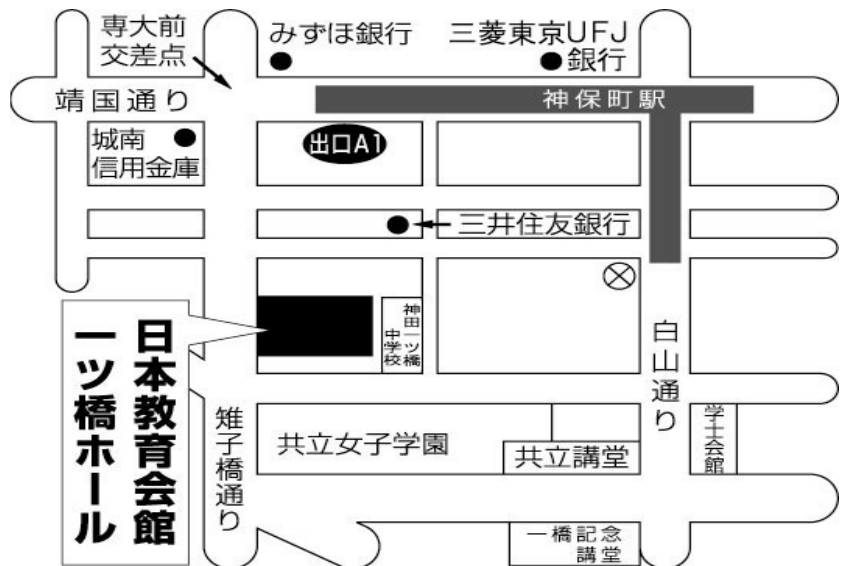 専大前
交差点
みずほ銀行
三菱東京UFJ
銀行
靖国通り
神保町駅
城南
信用金庫
出口A1
三井住友銀行
日本教育会館
一ツ橋ホール
神田一ツ橋
中学校
白山通り
雉子橋通り
共立女子学園
共立講堂
学士会館
一橋記念
講堂